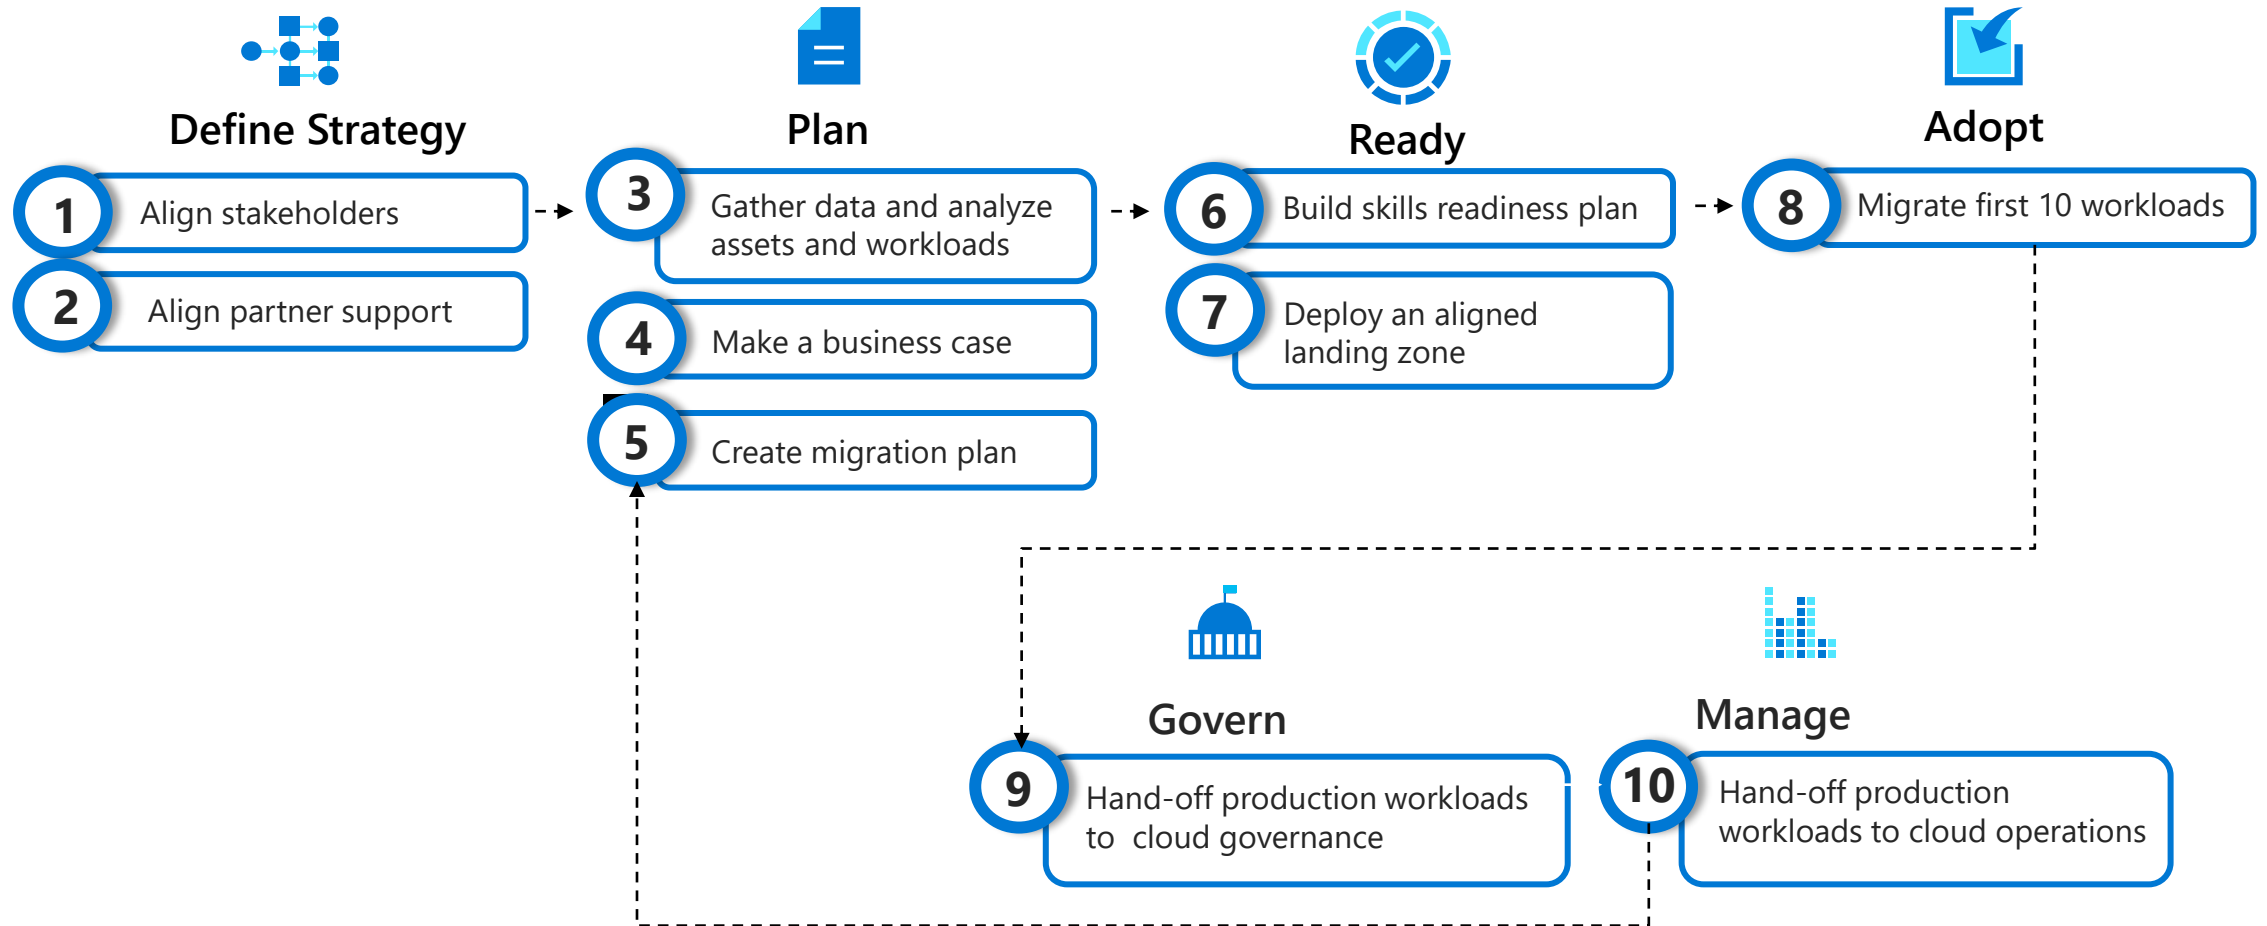 Define Strategy
1
Align stakeholders
2
Align partner support
Plan
3
Gather data and analyze
assets and workloads
4
Make a business case
5
Create migration plan
Ready
6
Build skills readiness plan
7
Deploy an aligned
landing zone
Adopt
8
Migrate first 10 workloads
Govern
9
Hand-off production workloads
to cloud governance
Manage
10
Hand-off production
workloads to cloud operations